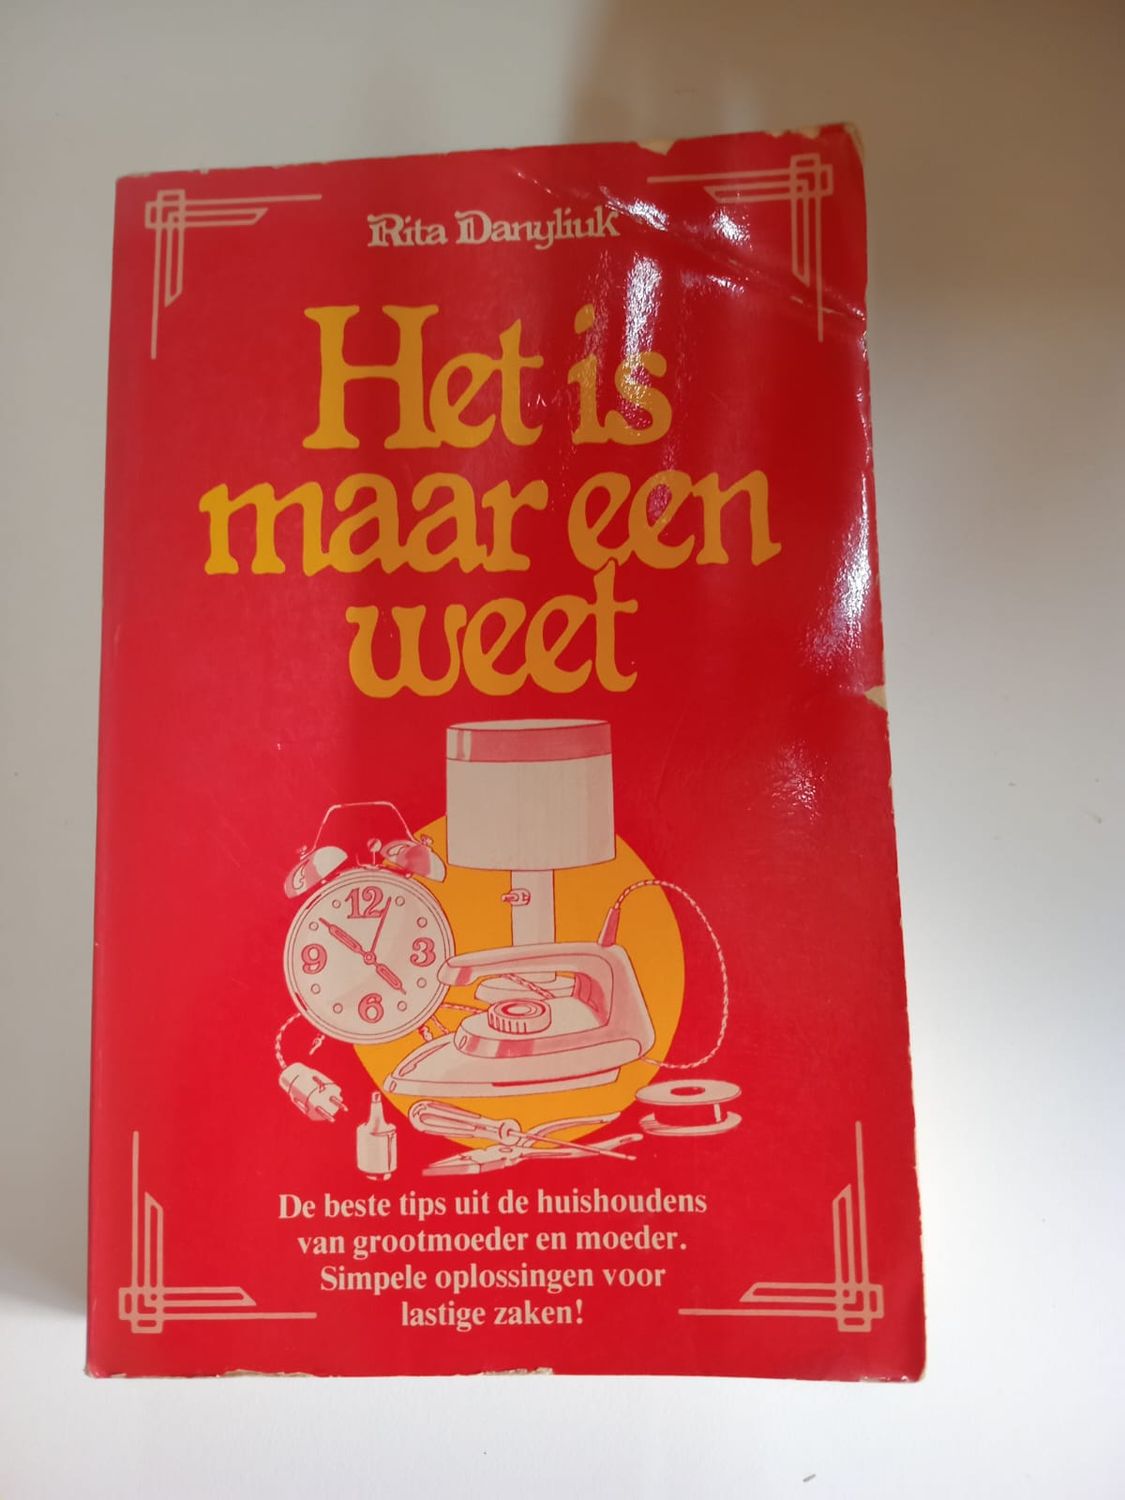 Rita Danyliuk
Het is
maar een
weet
12
3
6
9
De beste tips uit de huishoudens
van grootmoeder en moeder.
Simpele oplossingen voor
lastige zaken!